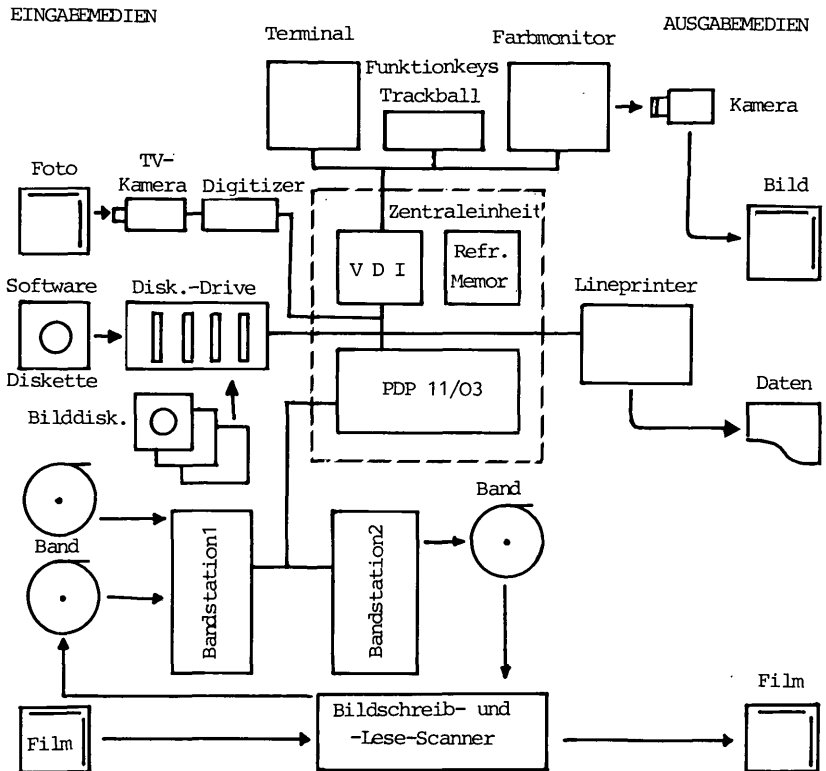 EINGABEMEDIEN
AUSGABEMEDIEN
Terminal
Farbmonitor
Funktionkeys
Trackball
Kamera
Foto
TV-
Kamera
Digitizer
Bild
Zentraleinheit
V D I
Refr.
Memor
Software
Disk.-Drive
Lineprinter
Diskette
PDP 11/03
Daten
Bilddisk.
Band
Band
Bandstation1
Bandstation2
Film
Bildschreib- und
-Lese-Scanner
Film